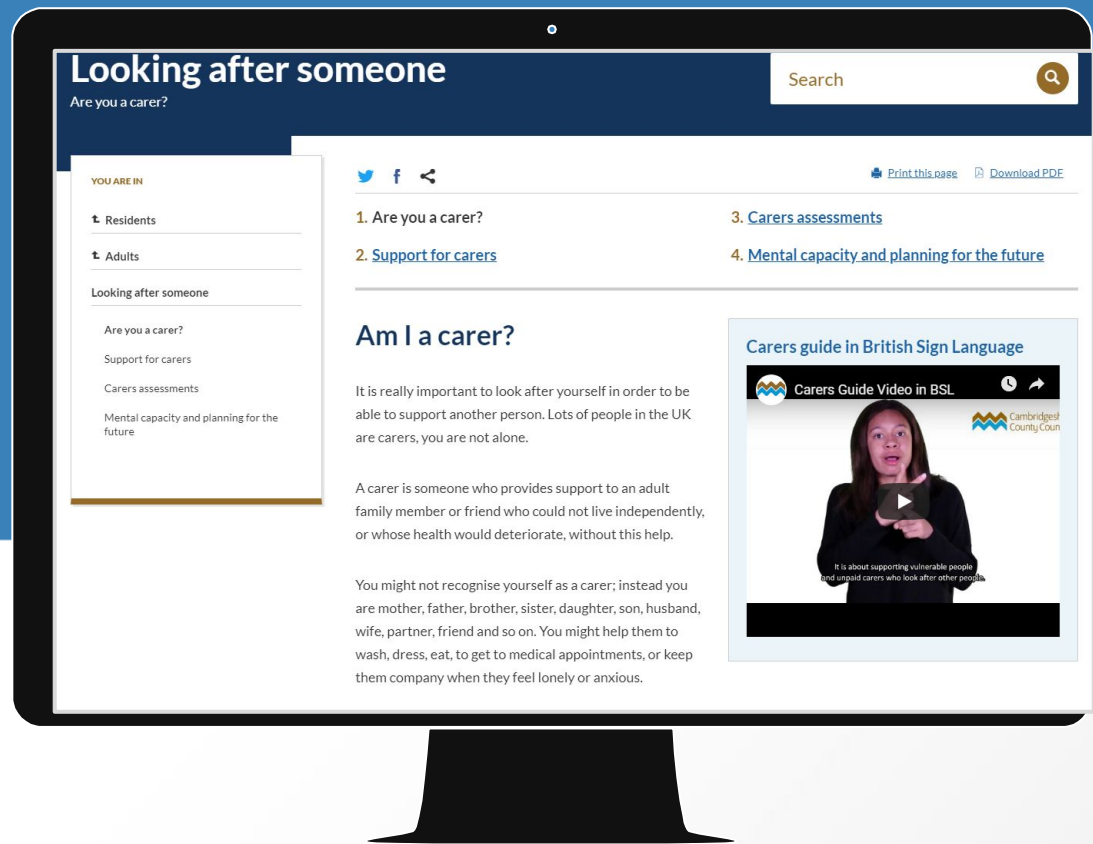 Looking after someone
Are you a carer?
Search
YOU ARE IN
Residents
Adults
Looking after someone
Are you a carer?
Support for carers
Carers assessments
Mental capacity and planning for the
future
Print this page
Download PDF
1. Are you a carer?
2. Support for carers
3. Carers assessments
4. Mental capacity and planning for the future
Am I a carer?
It is really important to look after yourself in order to be
able to support another person. Lots of people in the UK
are carers, you are not alone.
A carer is someone who provides support to an adult
family member or friend who could not live independently,
or whose health would deteriorate, without this help.
You might not recognise yourself as a carer; instead you
are mother, father, brother, sister, daughter, son, husband,
wife, partner, friend and so on. You might help them to
wash, dress, eat, to get to medical appointments, or keep
them company when they feel lonely or anxious.
Carers guide in British Sign Language
Carers Guide Video in BSL
Cambridgesh
County Coun
It is about supporting vulnerable people
and unpaid carers who look after other people.